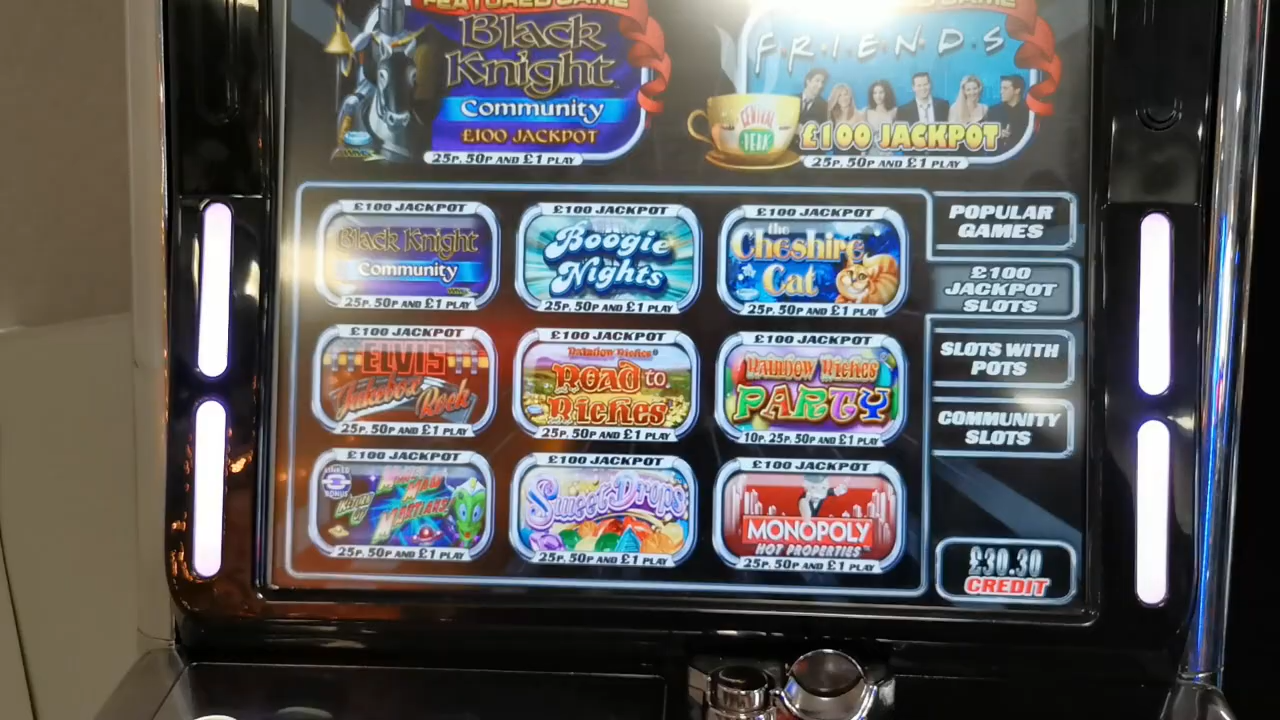 FEATURED GAME
Black
Knight
Community
£100 JACKPOT
25P, 50P AND £1 PLAY
GAME
F·R·I·E·N·D·S
CENTRAL
PERK
£100 JACKPOT
25P, 50P AND £1 PLAY
£100 JACKPOT
Black Knight
Community
25P, 50P AND £1 PLAY
£100 JACKPOT
Boogie
Nights
25P, 50P AND £1 PLAY
£100 JACKPOT
the
Cheshire
Cat
25P, 50P AND £1 PLAY
£100 JACKPOT
ELVIS
Jukebox Rock
25P, 50P AND £1 PLAY
£100 JACKPOT
Rainbow Riches
ROAD to
Riches
25P, 50P AND £1 PLAY
£100 JACKPOT
Rainbow Riches
PARTY
10P, 25P, 50P AND £1 PLAY
£100 JACKPOT
BONUS
Martians
25P, 50P AND £1 PLAY
£100 JACKPOT
Sweet Drops
25P, 50P AND £1 PLAY
£100 JACKPOT
MONOPOLY
HOT PROPERTIES
25P, 50P AND £1 PLAY
POPULAR
GAMES
£100
JACKPOT
SLOTS
SLOTS WITH
POTS
COMMUNITY
SLOTS
£30.30
CREDIT